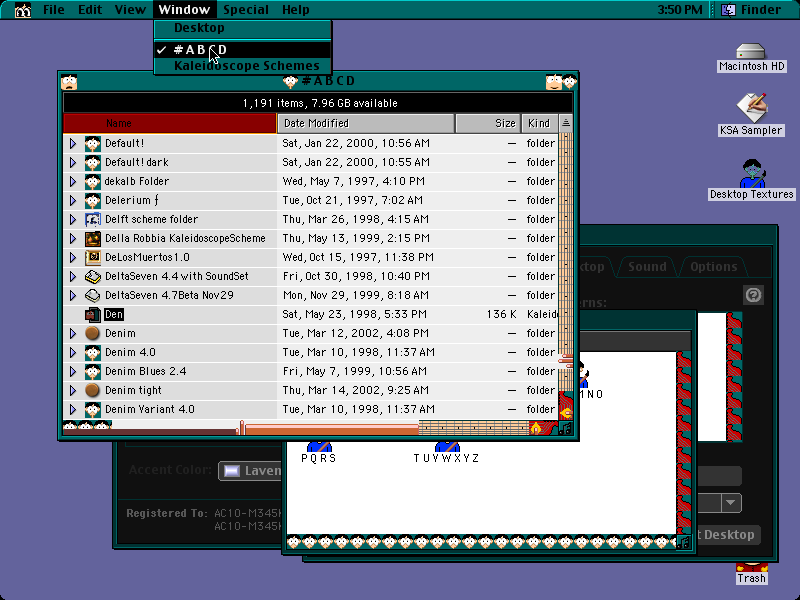 File Edit View Window Special Help 3:50 PM Finder
Desktop
✓ #ABCD
Kaleidoscope Schemes
Macintosh HD
KSA Sampler
Desktop Textures
Trash
#ABCD
1,191 items, 7.96 GB available
Name Date Modified Size Kind
Default! Sat, Jan 22, 2000, 10:56 AM — folder
Default! dark Sat, Jan 22, 2000, 10:55 AM — folder
dekalb Folder Wed, May 7, 1997, 4:10 PM — folder
Delerium ƒ Tue, Oct 21, 1997, 7:02 AM — folder
Delft scheme folder Thu, Mar 26, 1998, 4:15 AM — folder
Della Robbia KaleidoscopeScheme Thu, May 13, 1999, 2:15 PM — folder
DeLosMuertos1.0 Wed, Oct 15, 1997, 11:38 PM — folder
DeltaSeven 4.4 with SoundSet Fri, Oct 30, 1998, 10:40 PM — folder
DeltaSeven 4.7Beta Nov29 Mon, Nov 29, 1999, 8:18 AM — folder
Den Sat, May 23, 1998, 5:33 PM 136 K Kaleid
Denim Tue, Mar 12, 2002, 4:08 PM — folder
Denim 4.0 Tue, Mar 10, 1998, 11:37 AM — folder
Denim Blues 2.4 Fri, May 7, 1999, 10:56 AM — folder
Denim tight Thu, Mar 14, 2002, 9:25 AM — folder
Denim Variant 4.0 Tue, Mar 10, 1998, 11:37 AM — folder
ktop Sound Options
rns:
NO
PQRS TUVWXYZ
Accent Color: Laven
Registered To: AC10-M345K
AC10-M345K
t Desktop